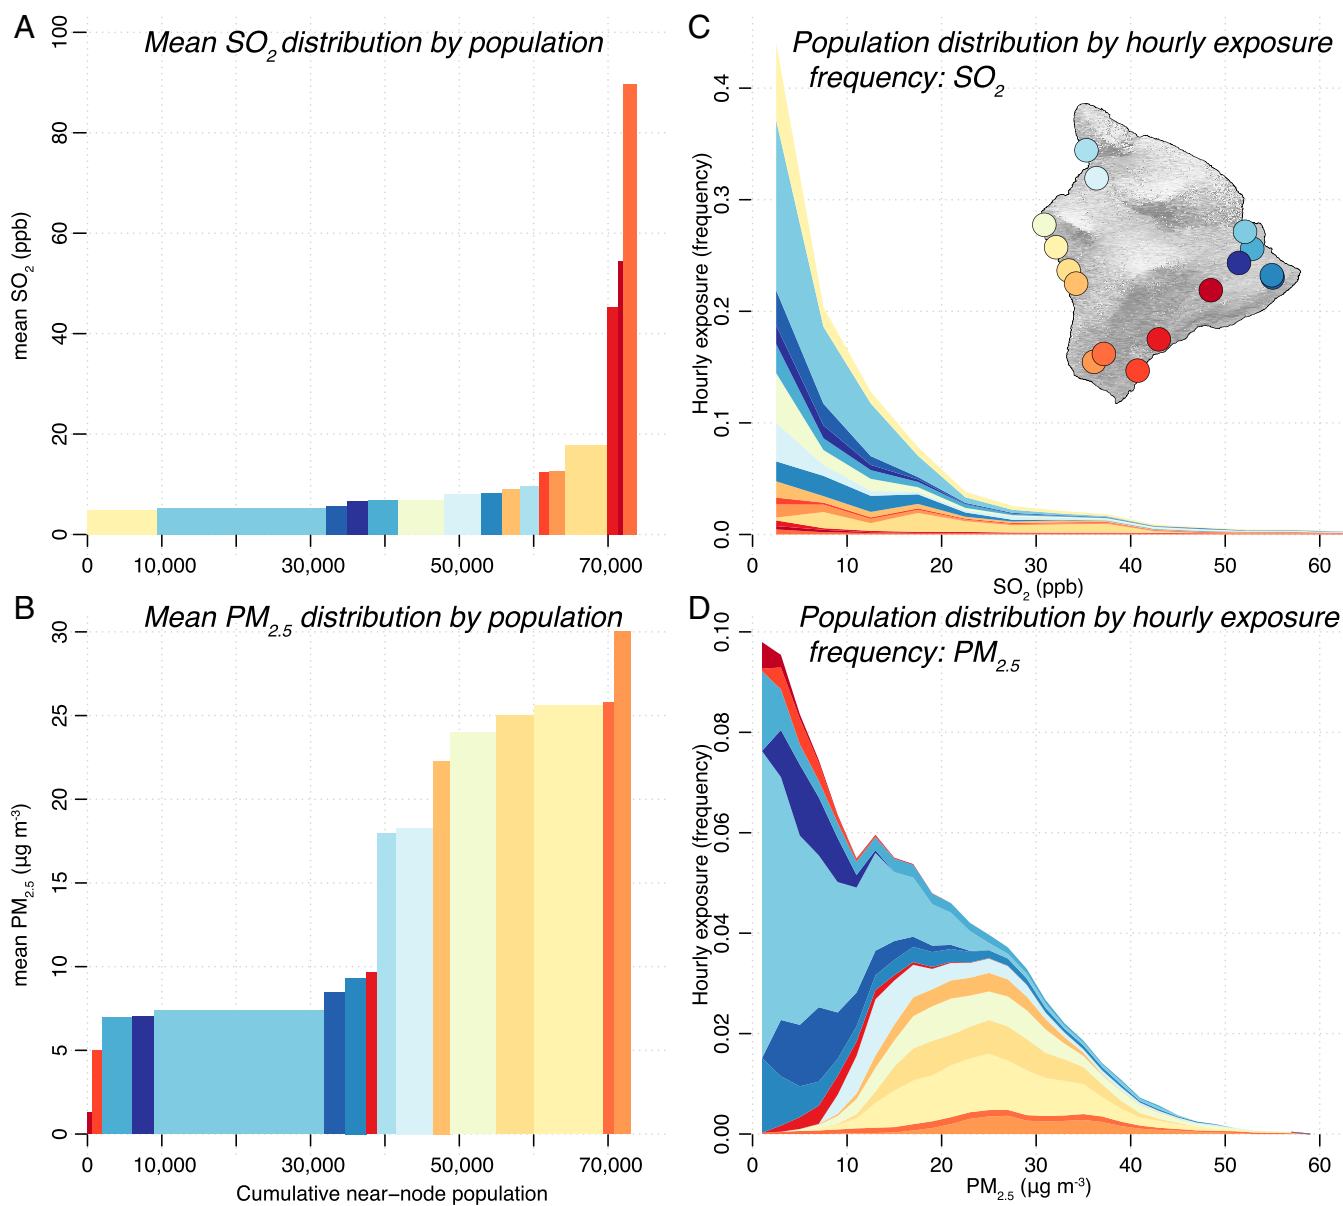 A
Mean SO2 distribution by population
mean SO2 (ppb)
100
80
60
40
20
0
0 10,000 30,000 50,000 70,000
C
Population distribution by hourly exposure
frequency: SO2
Hourly exposure (frequency)
0.4
0.3
0.2
0.1
0.0
0 10 20 30 40 50 60
SO2 (ppb)
B
Mean PM2.5 distribution by population
mean PM2.5 (µg m-3)
30
25
20
15
10
5
0
0 10,000 30,000 50,000 70,000
Cumulative near−node population
D
Population distribution by hourly exposure
frequency: PM2.5
Hourly exposure (frequency)
0.10
0.08
0.06
0.04
0.02
0.00
0 10 20 30 40 50 60
PM2.5 (µg m-3)